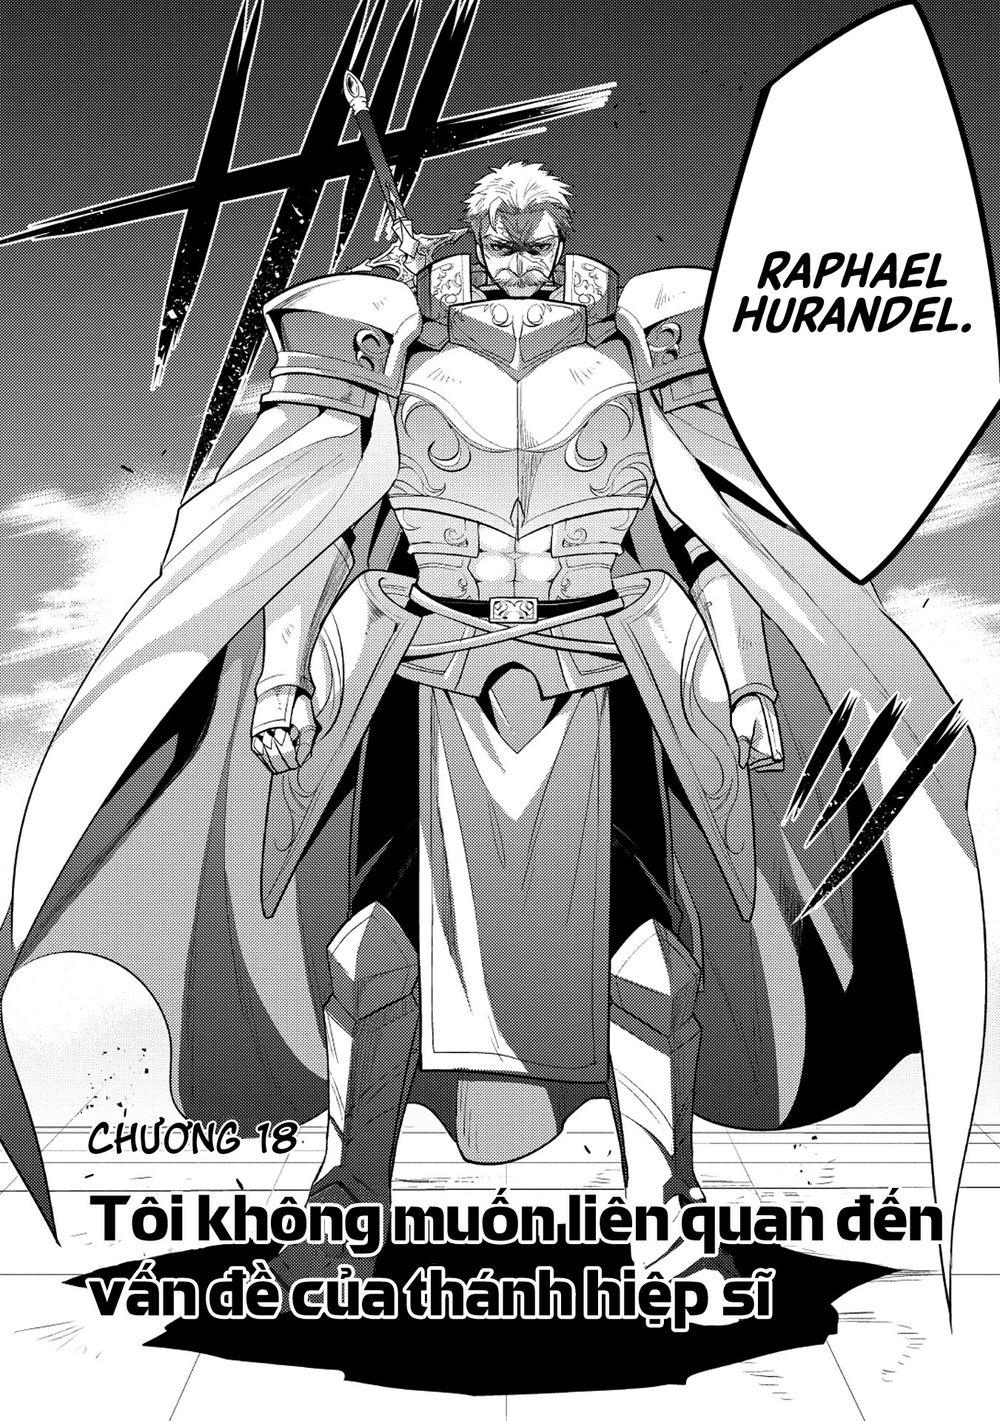 RAPHAEL
HURANDEL.
CHƯƠNG 18
Tôi không muốn liên quan đến
vấn đề của thánh hiệp sĩ